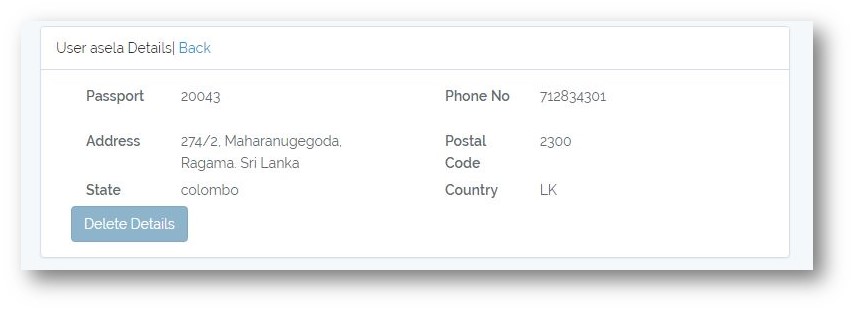 User asela Details| Back
Passport 20043 Phone No 712834301
Address 274/2, Maharanugegoda, Postal
Ragama. Sri Lanka Code 2300
State colombo Country LK
Delete Details